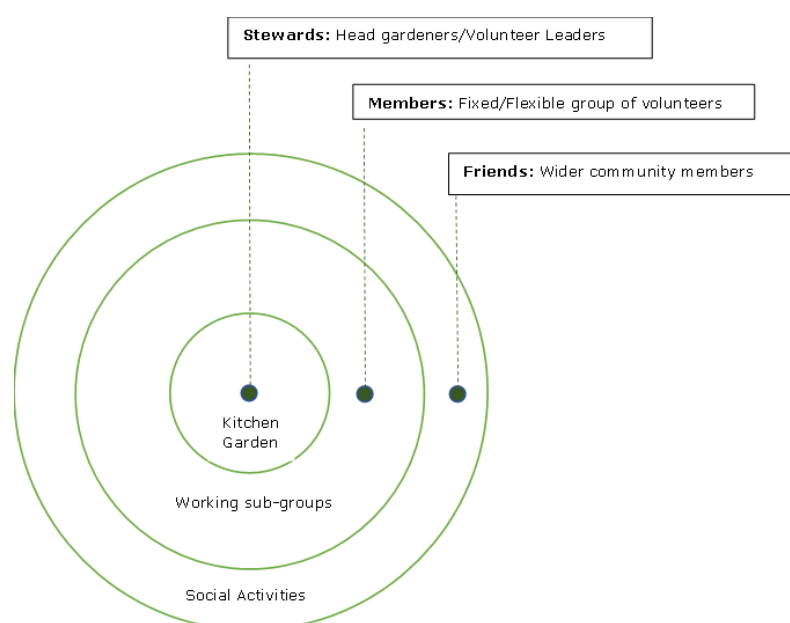 Stewards: Head gardeners/Volunteer Leaders
Members: Fixed/Flexible group of volunteers
Friends: Wider community members
Kitchen
Garden
Working sub-groups
Social Activities